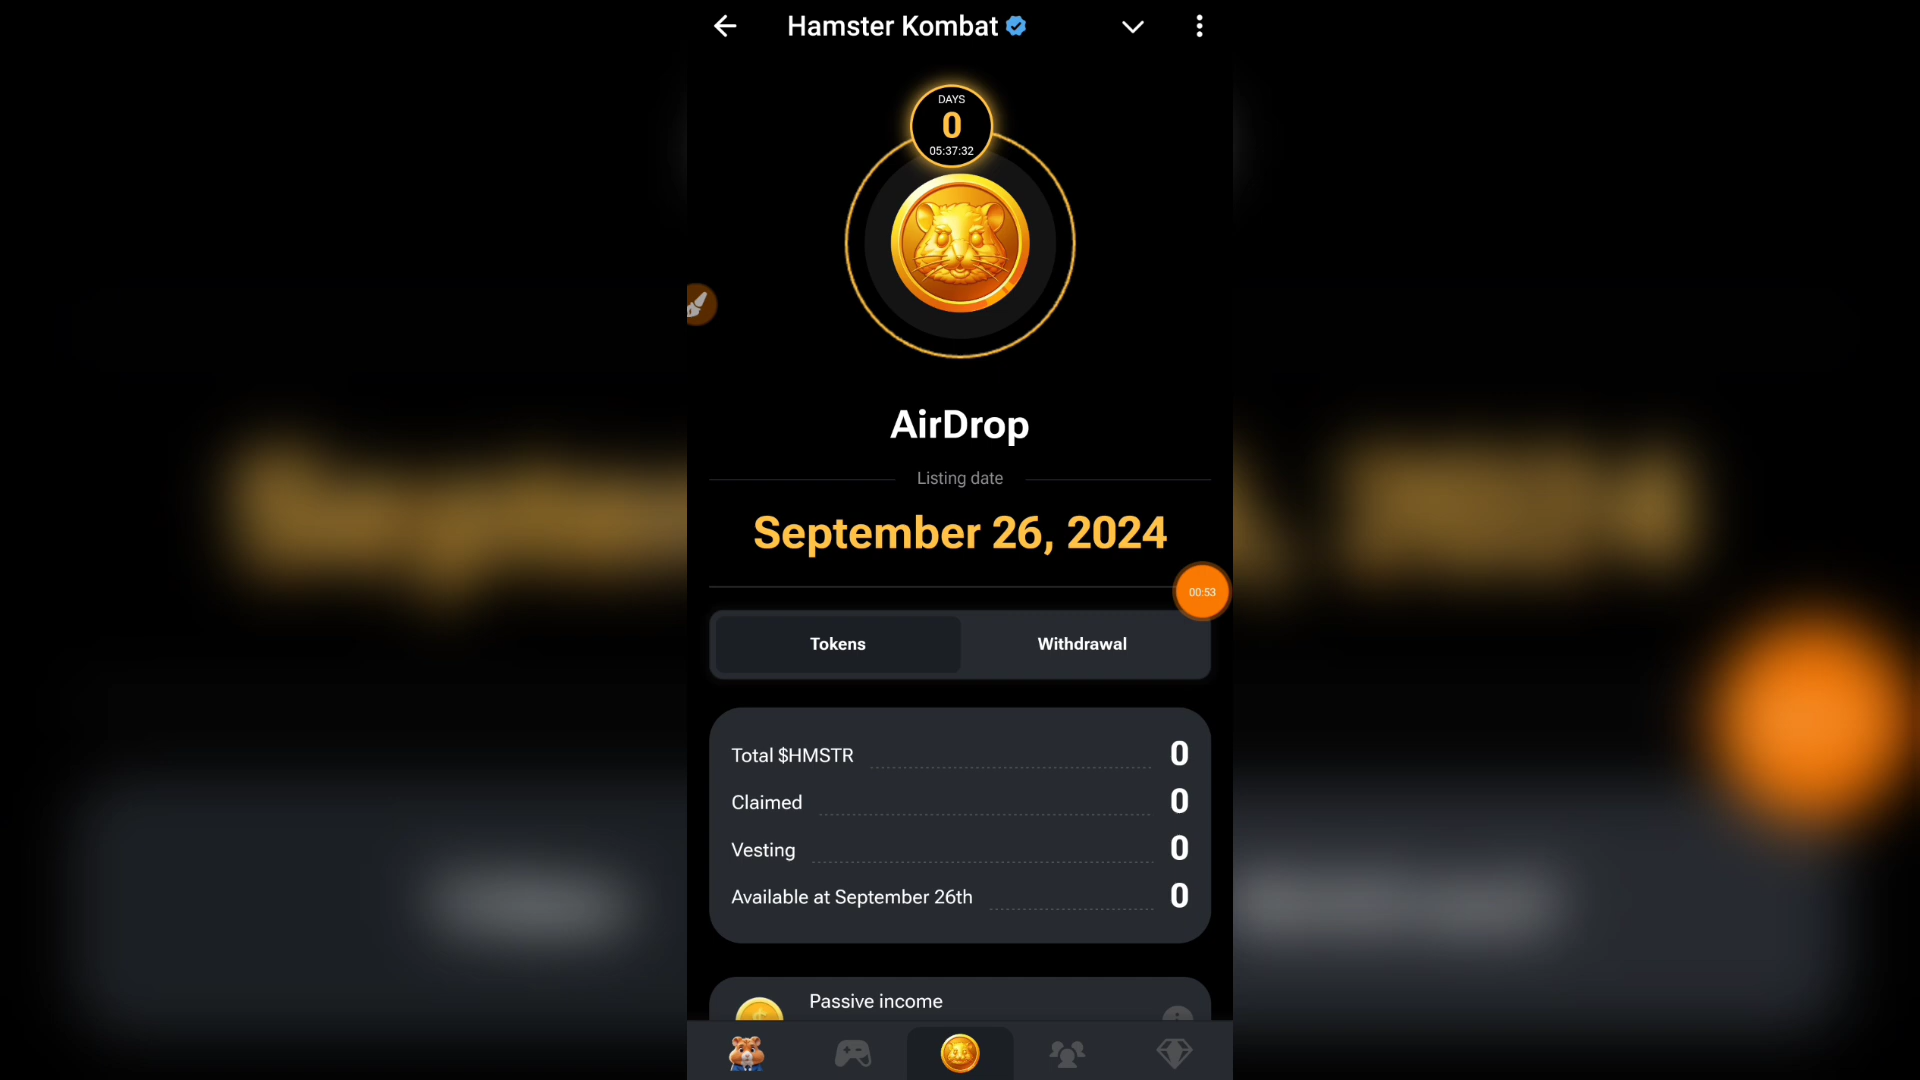 Hamster Kombat
DAYS
0
05:37:32
AirDrop
Listing date
September 26, 2024
00:53
Tokens Withdrawal
Total $HMSTR 0
Claimed 0
Vesting 0
Available at September 26th 0
Passive income